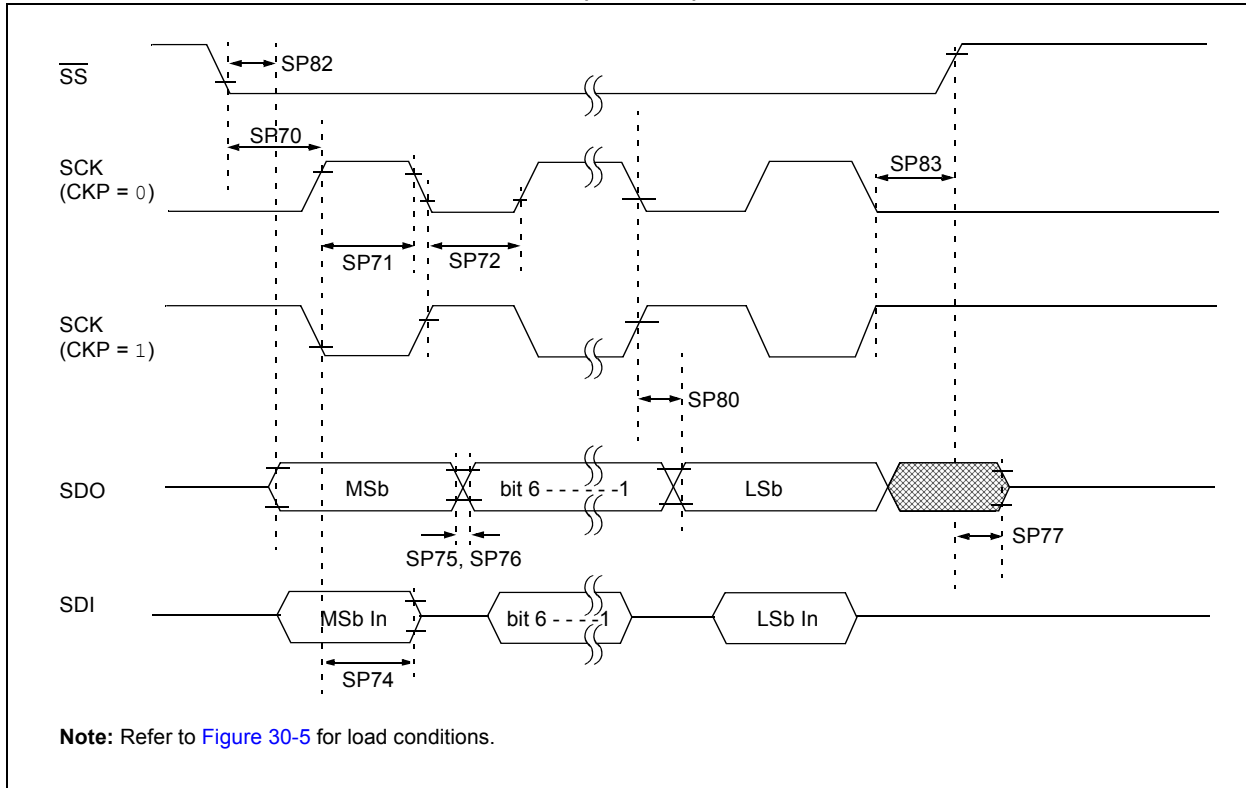 SS
SP82
SP70
SCK
(CKP = 0)
SP83
SP71
SP72
SCK
(CKP = 1)
SP80
SDO
MSb
bit 6 - - - - - -1
LSb
SP77
SP75, SP76
SDI
MSb In
bit 6 - - - -1
LSb In
SP74
Note: Refer to Figure 30-5 for load conditions.